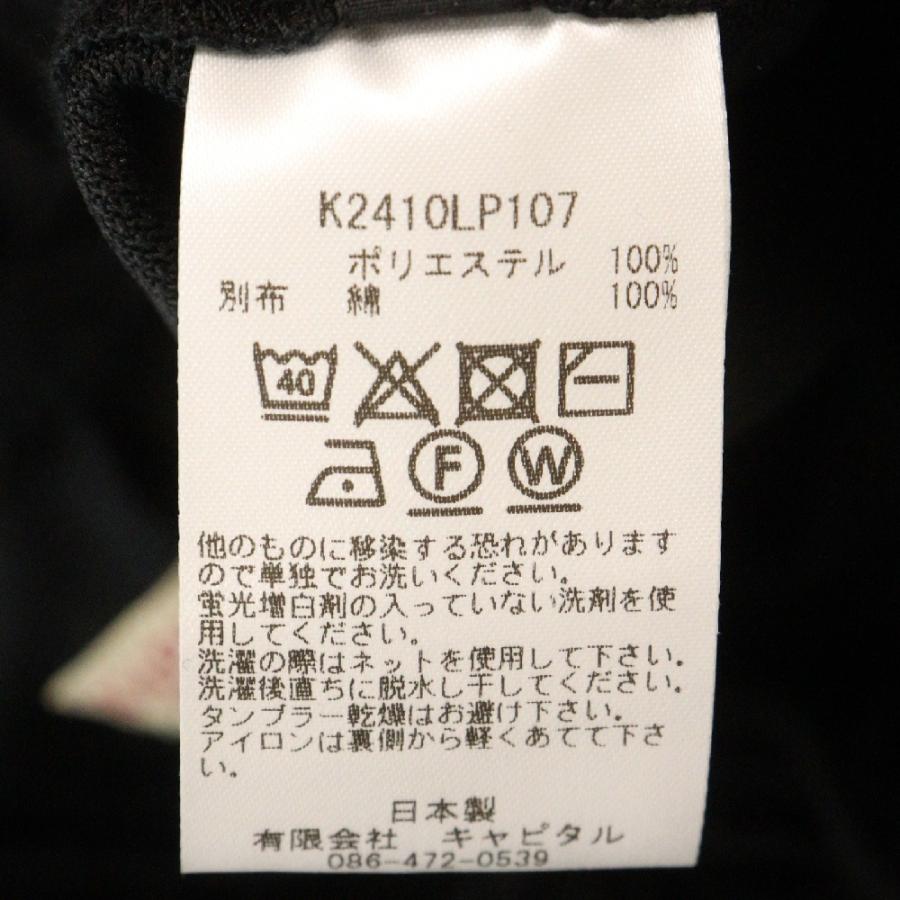 K2410LP107
ポリエステル 100%
別布 綿 100%
40
F W
他のものに移染する恐れがあります
ので単独でお洗いください。
蛍光増白剤の入っていない洗剤を使
用してください。
洗濯の際はネットを使用して下さい。
洗濯後直ちに脱水し干してください。
タンブラー乾燥はお避け下さい。
アイロンは裏側から軽くあてて下さ
い。
日本製
有限会社 キャピタル
086-472-0539